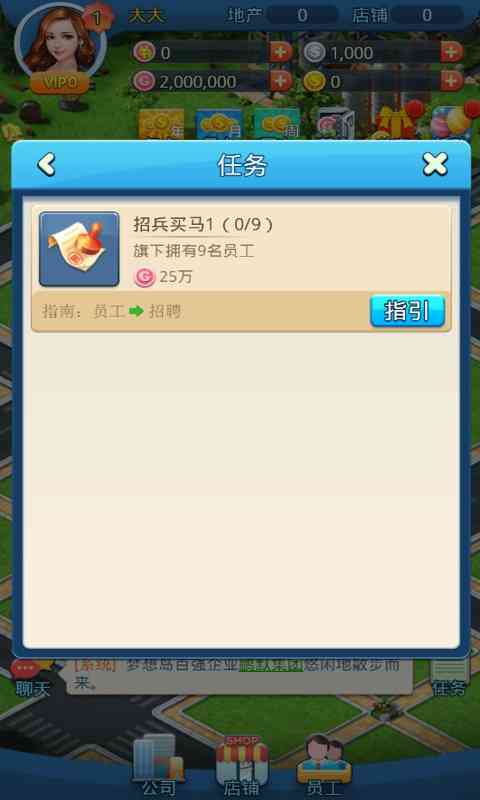 1
大大
地产 0
店铺 0
VIP0
0
1,000
2,000,000
0
年
月
周
任务
招兵买马1（0/9）
旗下拥有9名员工
25万
指南：员工
招聘
指引
[系统] 梦想岛百强企业
悠闲地散步而
来。
聊天
任务
SHOP
公司
店铺
员工